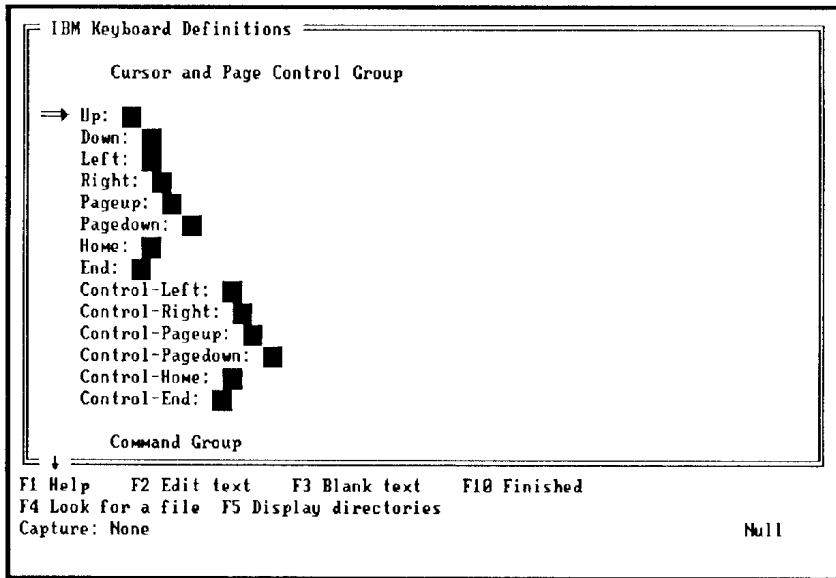 IBM Keyboard Definitions
Cursor and Page Control Group
Up:
Down:
Left:
Right:
Pageup:
Pagedown:
Home:
End:
Control-Left:
Control-Right:
Control-Pageup:
Control-Pagedown:
Control-Home:
Control-End:
Command Group
F1 Help F2 Edit text F3 Blank text F10 Finished
F4 Look for a file F5 Display directories
Capture: None Null